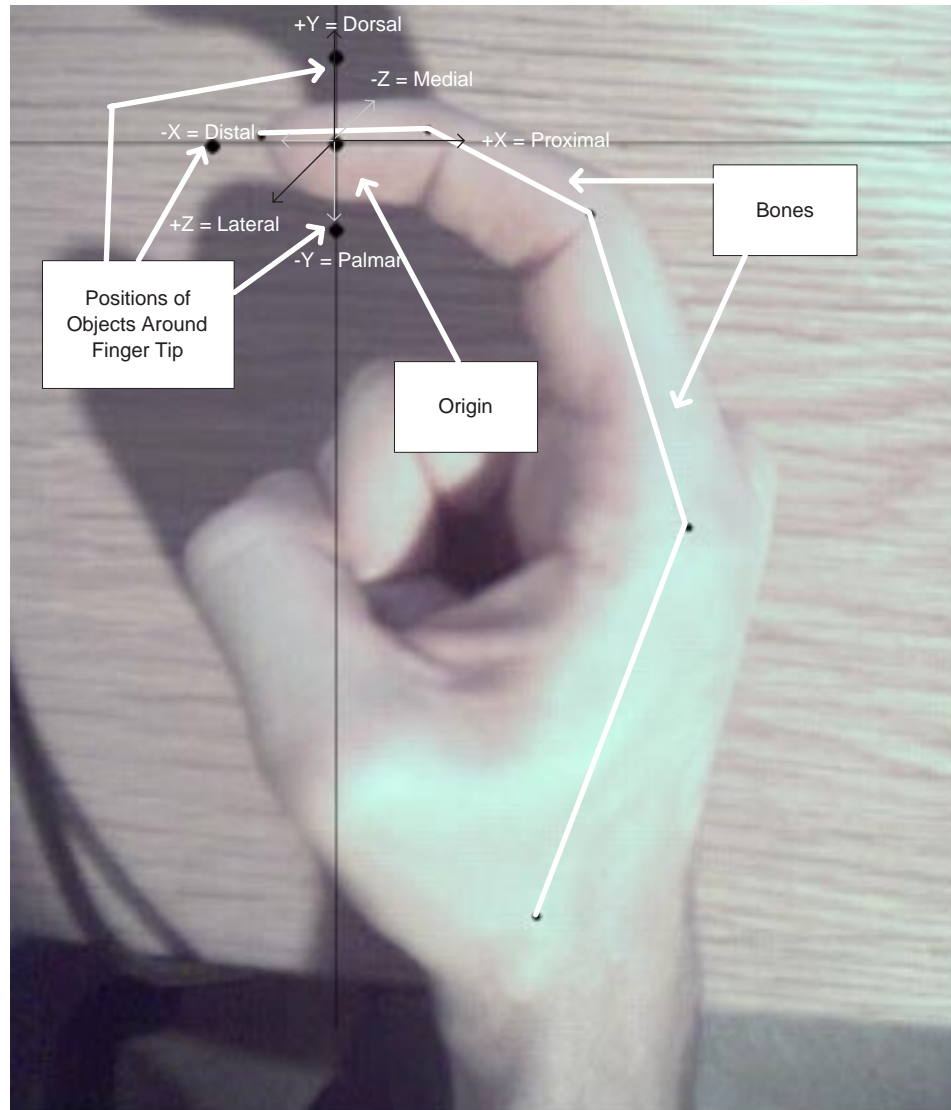 +Y = Dorsal
-Z = Medial
-X = Distal
+X = Proximal
+Z = Lateral
-Y = Palmar
Bones
Positions of
Objects Around
Finger Tip
Origin